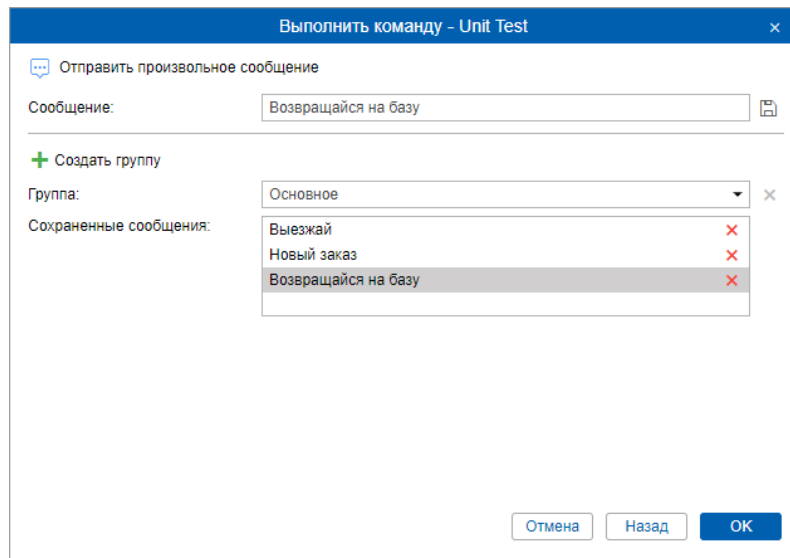 Выполнить команду - Unit Test
Отправить произвольное сообщение
Сообщение: Возвращайся на базу
Создать группу
Группа: Основное
Сохраненные сообщения: Выезжай
Новый заказ
Возвращайся на базу
Отмена Назад OK